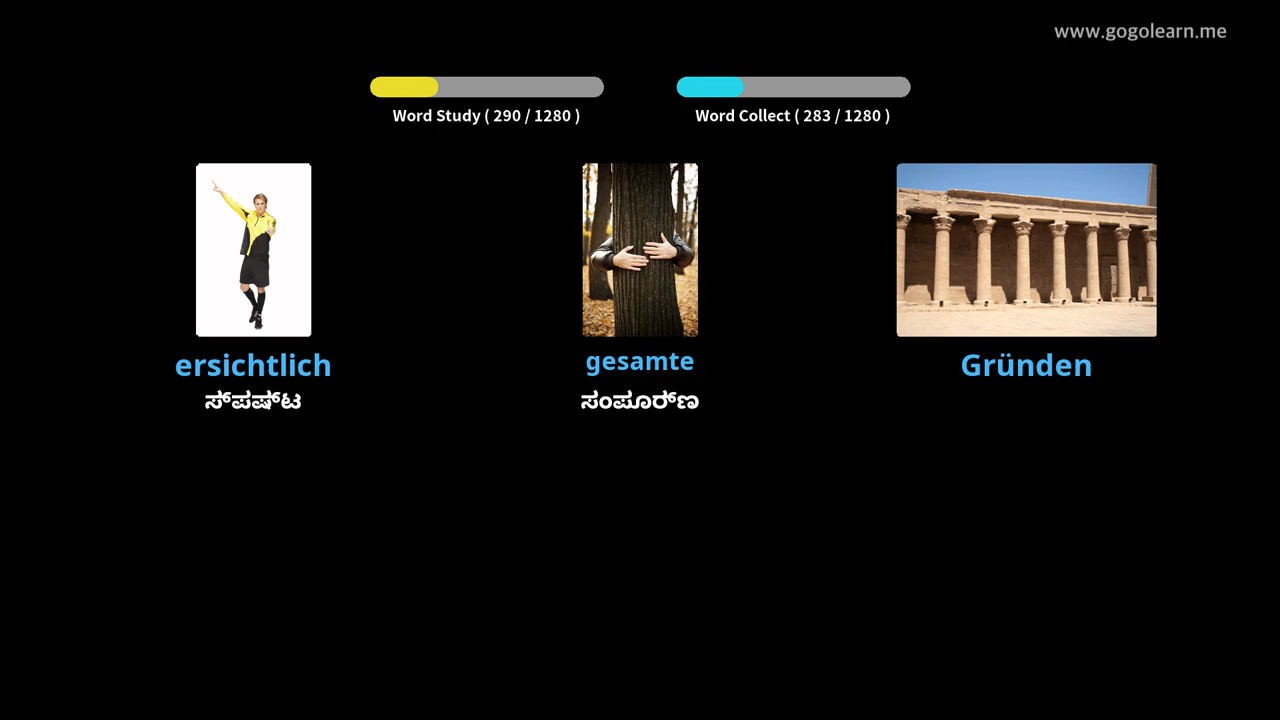 www.gogolearn.me
Word Study ( 290 / 1280 )
Word Collect ( 283 / 1280 )
ersichtlich
gesamte
Gründen
ಸ್‌ಪಷ್‌ಟ
ಸಂಪೂರ್‌ಣ